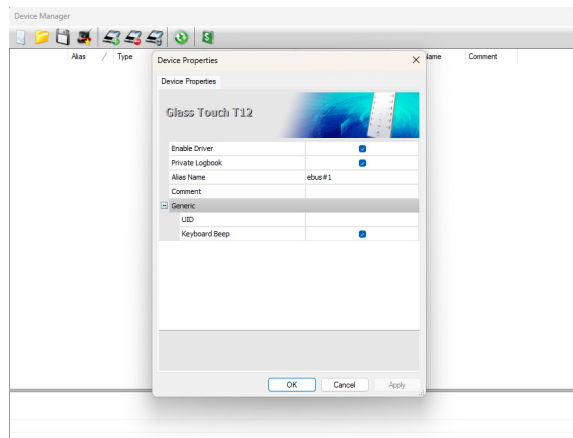 Device Manager
Alias / Type
Name Comment
Device Properties
Device Properties
Glass Touch T12
Enable Driver
Private Logbook
Alias Name ebus#1
Comment
Generic
UID
Keyboard Beep
OK Cancel Apply